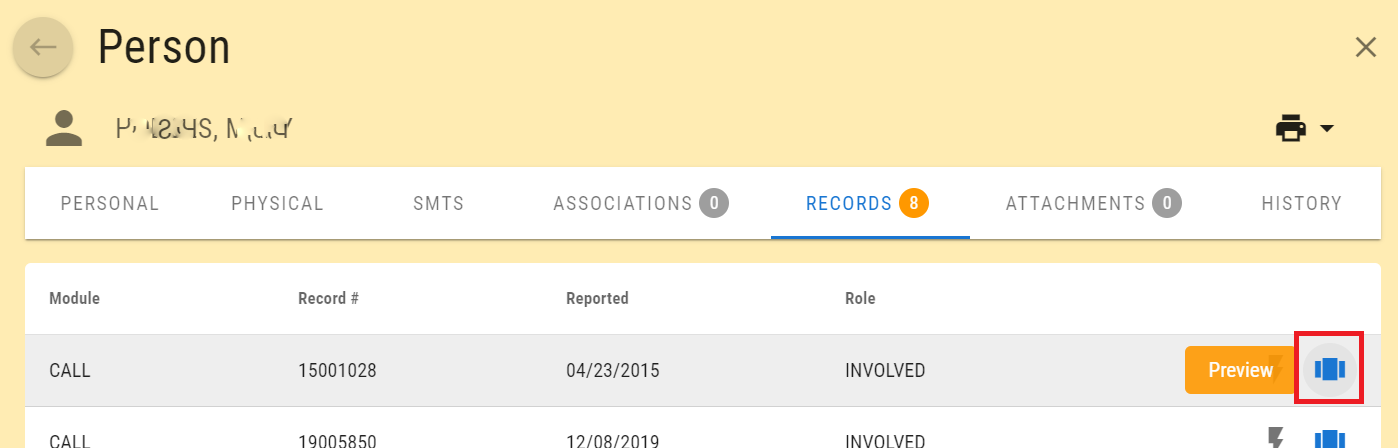 Person
PERSONAL PHYSICAL SMTS ASSOCIATIONS 0 RECORDS 8 ATTACHMENTS 0 HISTORY
Module Record # Reported Role
CALL 15001028 04/23/2015 INVOLVED Preview
CALL 19005850 12/08/2019 INVOLVED